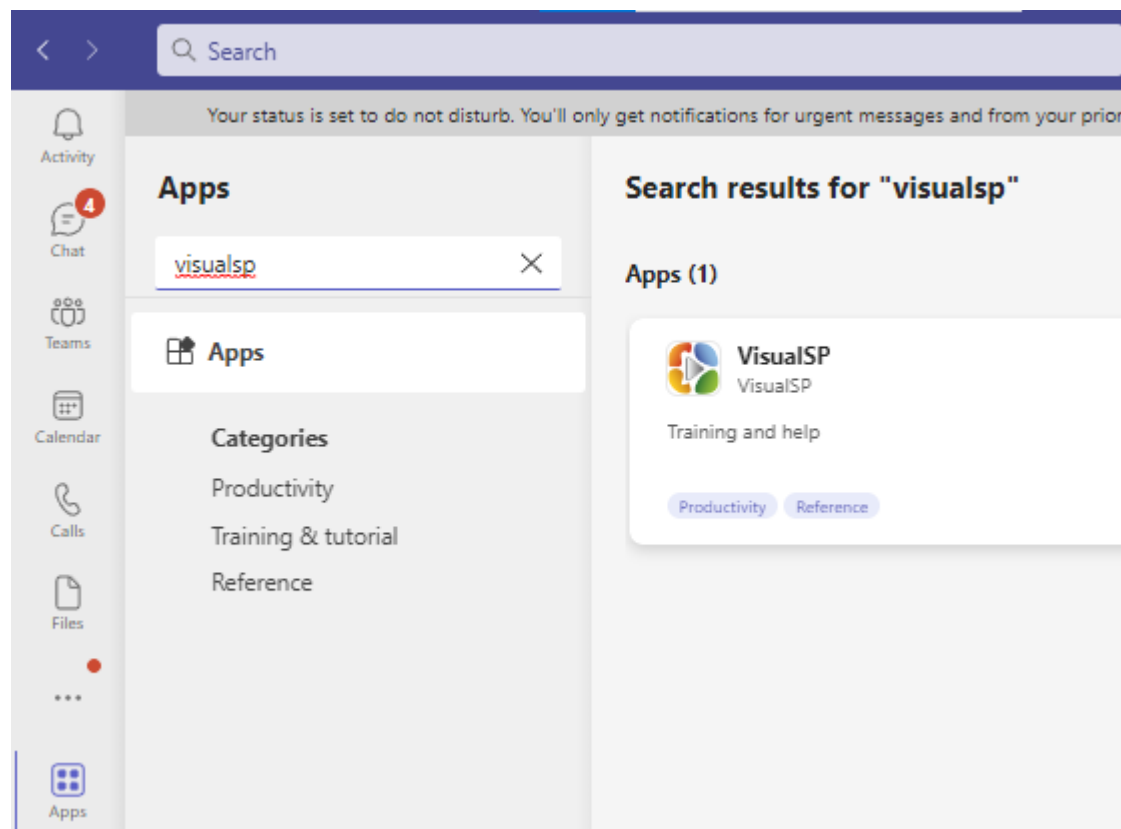 Search
Your status is set to do not disturb. You'll only get notifications for urgent messages and from your prior
Activity
4
Chat
Teams
Calendar
Calls
Files
Apps
Apps
visualsp
Apps
Categories
Productivity
Training & tutorial
Reference
Search results for "visualsp"
Apps (1)
VisualSP
VisualSP
Training and help
Productivity Reference